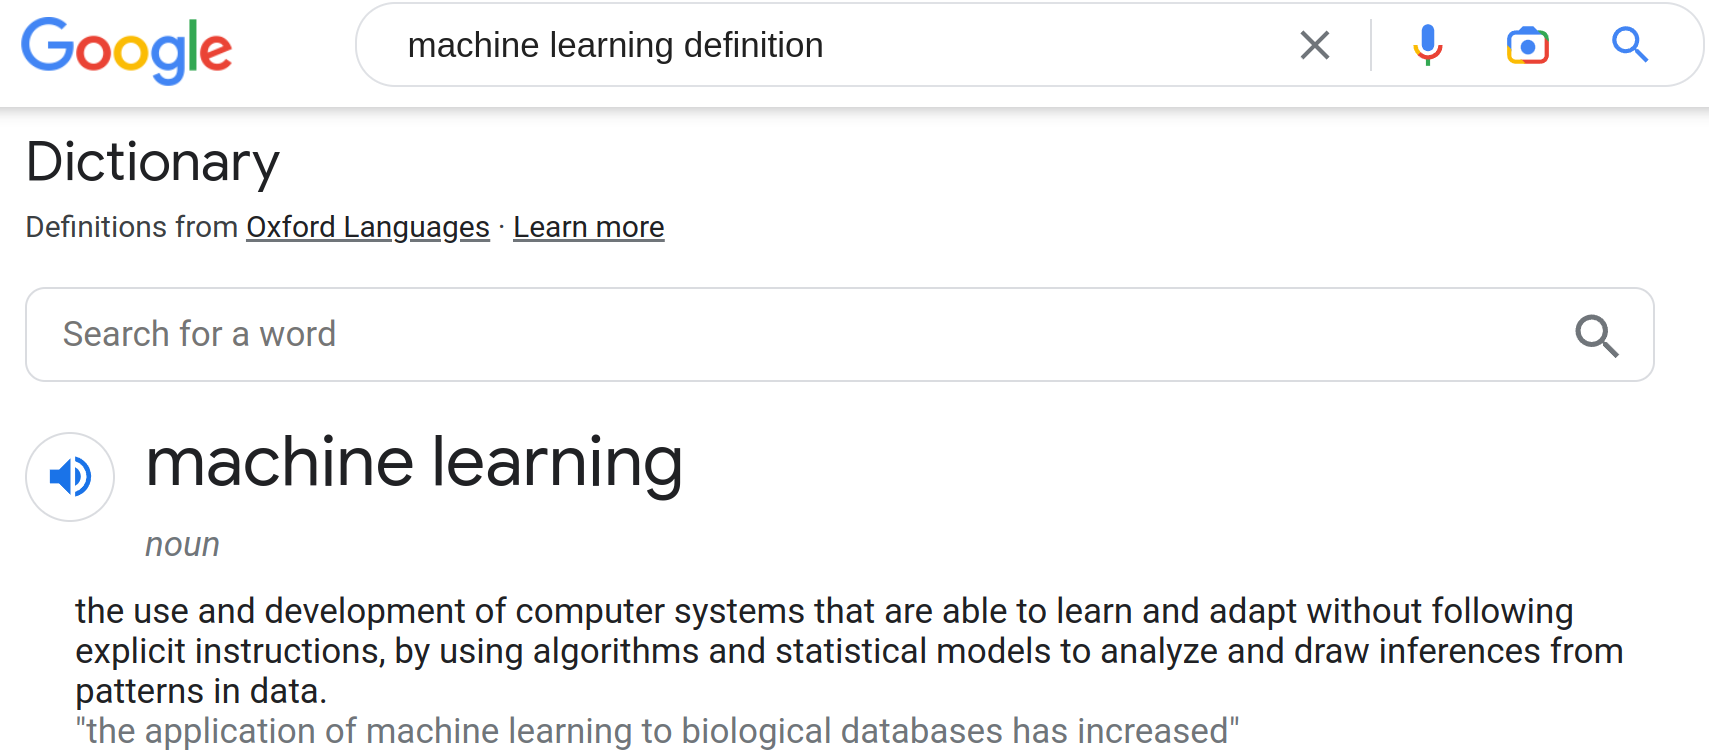 Google
machine learning definition
Dictionary
Definitions from Oxford Languages · Learn more
Search for a word
machine learning
noun
the use and development of computer systems that are able to learn and adapt without following
explicit instructions, by using algorithms and statistical models to analyze and draw inferences from
patterns in data.
"the application of machine learning to biological databases has increased"